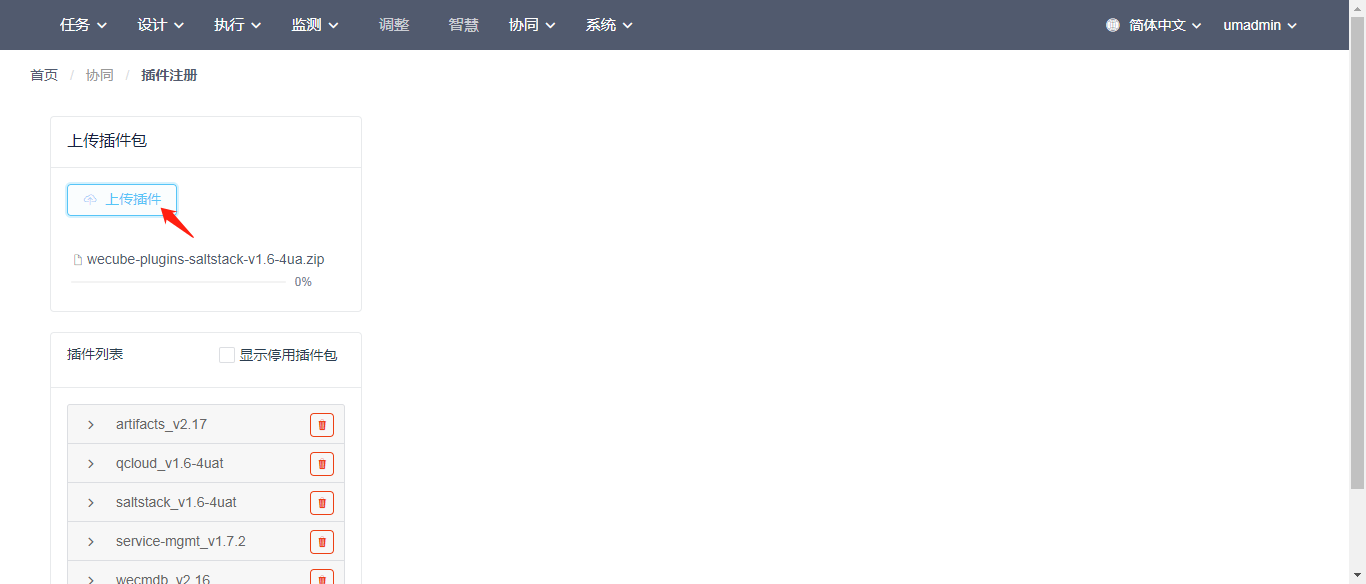 任务 设计 执行 监测 调整 智慧 协同 系统 简体中文 umadmin
首页 / 协同 / 插件注册
上传插件包
上传插件
wecube-plugins-saltstack-v1.6-4ua.zip
0%
插件列表 显示停用插件包
artifacts_v2.17
qcloud_v1.6-4uat
saltstack_v1.6-4uat
service-mgmt_v1.7.2
wecmdb_v2.16